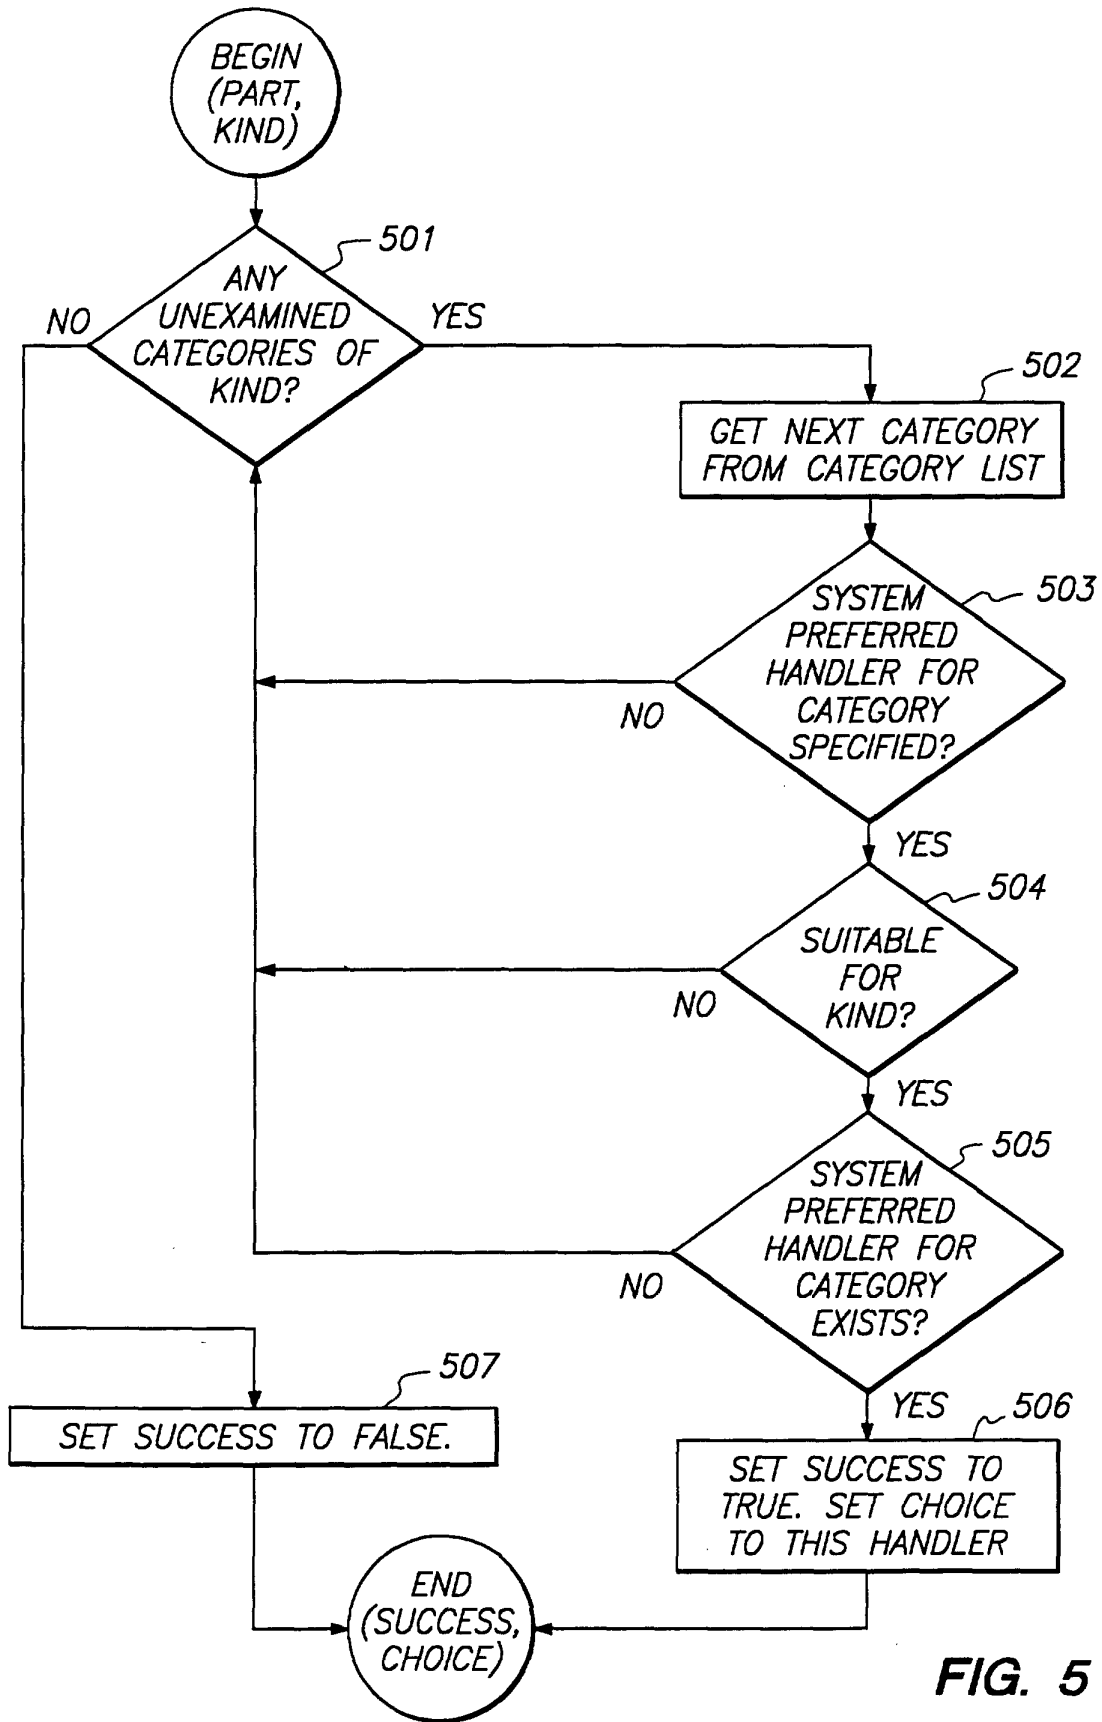 BEGIN
(PART,
KIND)
501
ANY
UNEXAMINED
CATEGORIES OF
KIND?
NO
YES
502
GET NEXT CATEGORY
FROM CATEGORY LIST
503
SYSTEM
PREFERRED
HANDLER FOR
CATEGORY
SPECIFIED?
NO
YES
504
SUITABLE
FOR
KIND?
NO
YES
505
SYSTEM
PREFERRED
HANDLER FOR
CATEGORY
EXISTS?
NO
YES
506
SET SUCCESS TO
TRUE. SET CHOICE
TO THIS HANDLER
507
SET SUCCESS TO FALSE.
END
(SUCCESS,
CHOICE)
FIG. 5